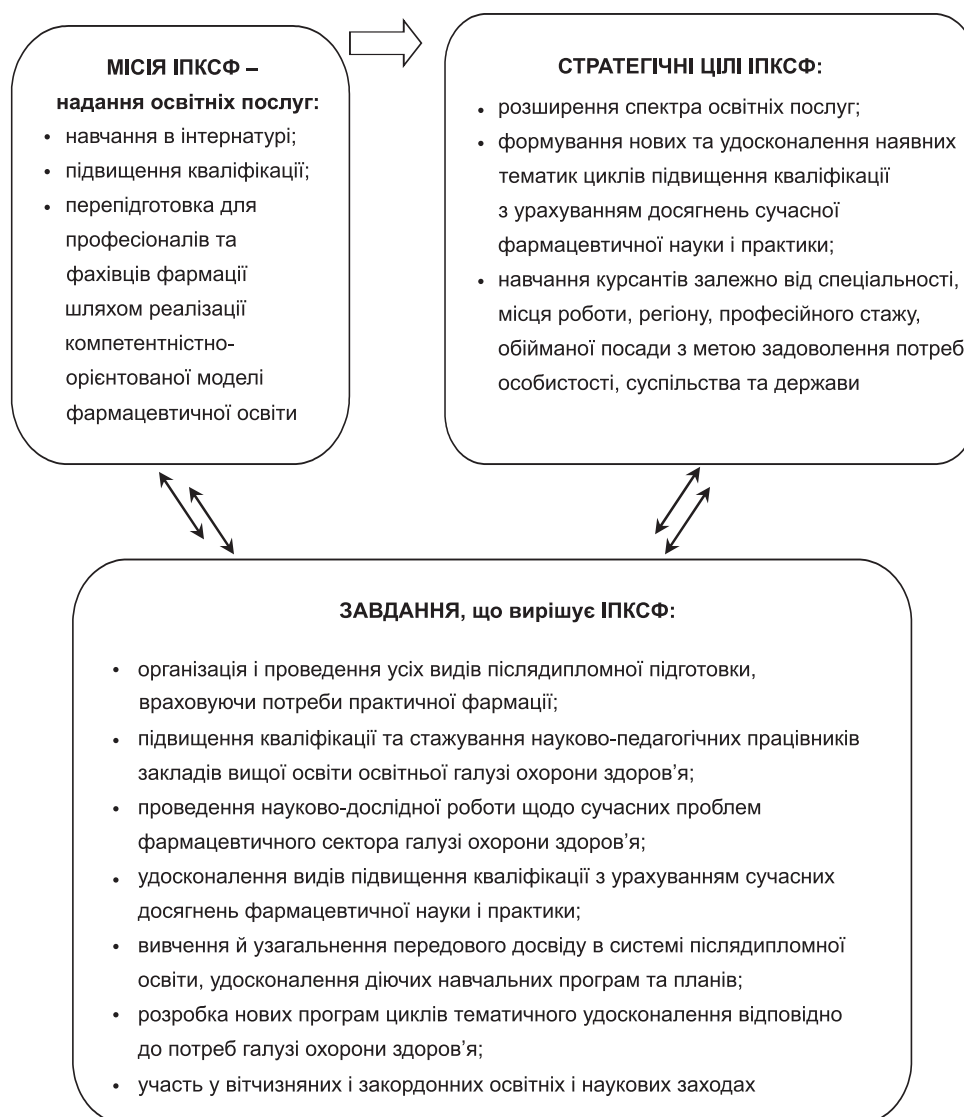 МІСІЯ ІПКСФ –
надання освітніх послуг:
• навчання в інтернатурі;
• підвищення кваліфікації;
• перепідготовка для
професіоналів та
фахівців фармації
шляхом реалізації
компетентністно-
орієнтованої моделі
фармацевтичної освіти
СТРАТЕГІЧНІ ЦІЛІ ІПКСФ:
• розширення спектра освітніх послуг;
• формування нових та удосконалення наявних
тематик циклів підвищення кваліфікації
з урахуванням досягнень сучасної
фармацевтичної науки і практики;
• навчання курсантів залежно від спеціальності,
місця роботи, регіону, професійного стажу,
обійманої посади з метою задоволення потреб
особистості, суспільства та держави
ЗАВДАННЯ, що вирішує ІПКСФ:
• організація і проведення усіх видів післядипломної підготовки,
враховуючи потреби практичної фармації;
• підвищення кваліфікації та стажування науково-педагогічних працівників
закладів вищої освіти освітньої галузі охорони здоров’я;
• проведення науково-дослідної роботи щодо сучасних проблем
фармацевтичного сектора галузі охорони здоров’я;
• удосконалення видів підвищення кваліфікації з урахуванням сучасних
досягнень фармацевтичної науки і практики;
• вивчення й узагальнення передового досвіду в системі післядипломної
освіти, удосконалення діючих навчальних програм та планів;
• розробка нових програм циклів тематичного удосконалення відповідно
до потреб галузі охорони здоров’я;
• участь у вітчизняних і закордонних освітніх і наукових заходах